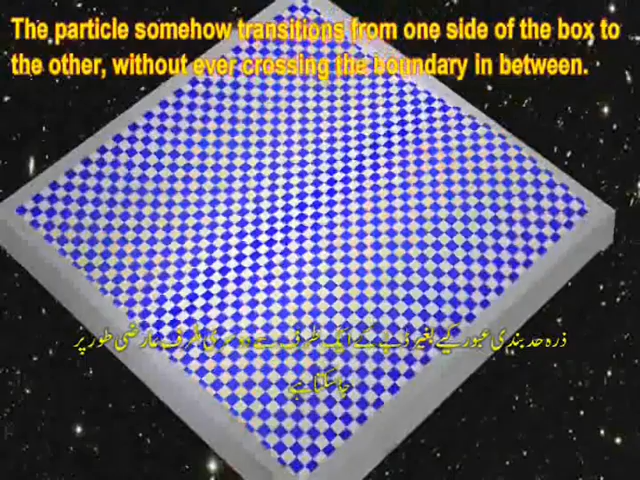 The particle somehow transitions from one side of the box to
the other, without ever crossing the boundary in between.
ذرہ حد بندی عبور کیے بغیر ڈبے کے ایک طرف سے دوسری طرف عارضی طور پر
جا سکتا ہے